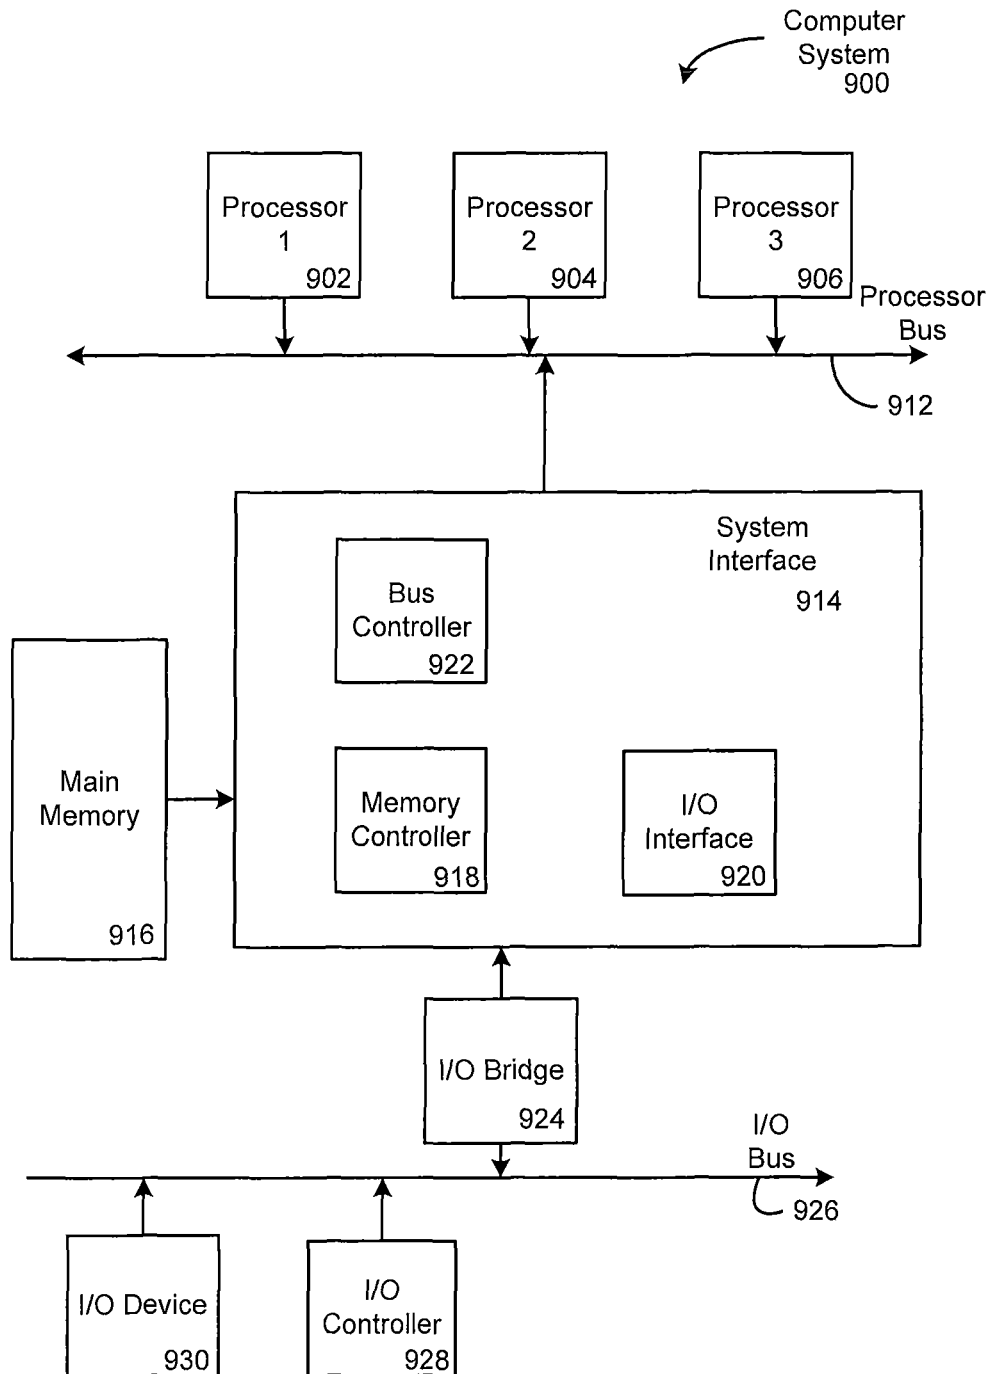 Computer
System
900
Processor
1
902
Processor
2
904
Processor
3
906
Processor
Bus
912
System
Interface
914
Bus
Controller
922
Main
Memory
916
Memory
Controller
918
I/O
Interface
920
I/O Bridge
924
I/O
Bus
926
I/O Device
930
I/O
Controller
928